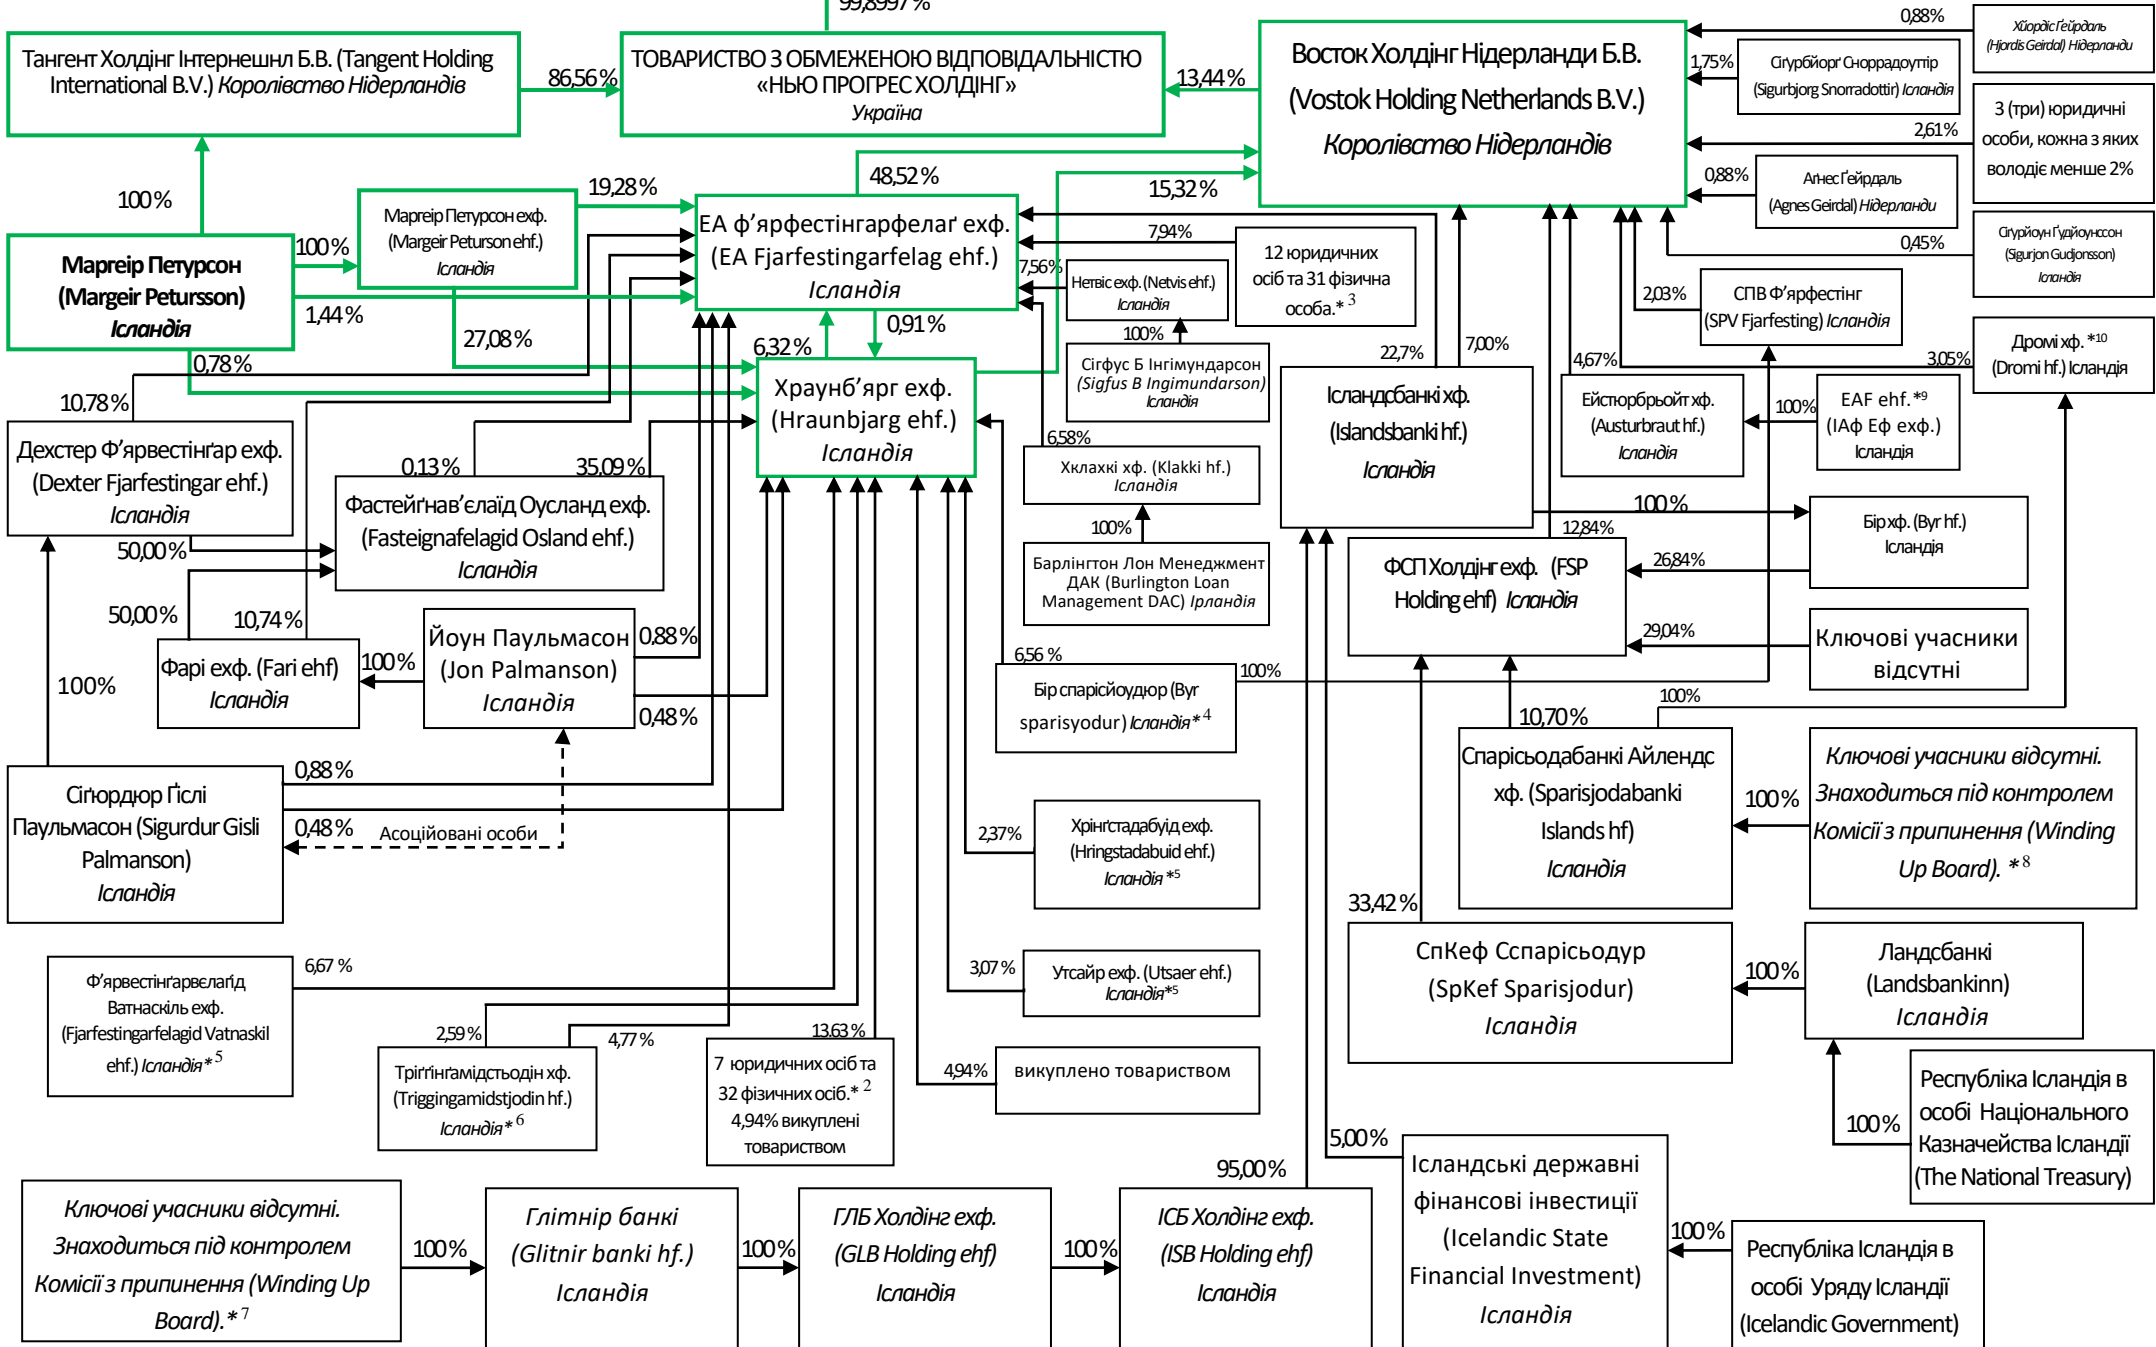 99,8997%
Тангент Холдінг Інтернешнл Б.В. (Tangent Holding
International B.V.) Королівство Нідерландів
86,56 %
ТОВАРИСТВО З ОБМЕЖЕНОЮ ВІДПОВІДАЛЬНІСТЮ
«НЬЮ ПРОГРЕС ХОЛДІНГ»
Україна
13,44 %
Восток Холдінг Нідерланди Б.В.
(Vostok Holding Netherlands B.V.)
Королівство Нідерландів
0,88%
Хйордіс Ґейрдаль
(Hjordis Geirdal) Нідерланди
1,75%
Сіґурбйорґ Снoррадоуттір
(Sigurbjorg Snorradottir) Ісландія
2,61%
3 (три) юридичні
особи, кожна з яких
володіє менше 2%
0,88%
Аґнес Ґейрдаль
(Agnes Geirdal) Нідерланди
0,45%
Сіґурйоун Ґудйоунссон
(Sigurjon Gudjonsson)
Ісландія
2,03%
СПВ Ф'ярфестінг
(SPV Fjarfesting) Ісландія
3,05%
Дромі хф. *10
(Dromi hf.) Ісландія
100 %
Маргеір Петурсон
(Margeir Petursson)
Ісландія
100 %
Маргеір Петурсон ехф.
(Margeir Peturson ehf.)
Ісландія
19,28 %
48,52 %
15,32 %
ЕА ф'ярфестінгарфелаґ ехф.
(EA Fjarfestingarfelag ehf.)
Ісландія
1,44 %
27,08 %
0,78 %
6,32 %
0,91 %
7,94%
12 юридичних
осіб та 31 фізична
особа.* 3
7,56%
Нетвіс ехф. (Netvis ehf.)
Ісландія
100%
Сігфус Б Інгімундарсон
(Sigfus B Ingimundarson)
Ісландія
6,58%
Хклаxкі хф. (Klakki hf.)
Ісландія
100%
Барлінгтон Лон Менеджмент
ДАК (Burlington Loan
Management DAC) Ірландія
22,7%
7,00%
Ісландсбанкі хф.
(Islandsbanki hf.)
Ісландія
4,67%
Ейстюрбрьойт хф.
(Austurbraut hf.)
Ісландія
100%
EAF ehf.*9
(ІАф Еф ехф.)
Ісландія
Храунб'ярг ехф.
(Hraunbjarg ehf.)
Ісландія
10,78 %
Дехстер Ф'ярвестінґар ехф.
(Dexter Fjarfestingar ehf.)
Ісландія
0,13 %
35,09 %
Фастейґнав'єлаїд Оусланд ехф.
(Fasteignafelagid Osland ehf.)
Ісландія
50,00 %
50,00 %
10,74 %
Фарі ехф. (Fari ehf)
Ісландія
100%
Йоун Паульмасон
(Jon Palmanson)
Ісландія
0,88 %
0,48 %
100 %
Сіґюрдюр Ґіслі
Паульмасон (Sigurdur Gisli
Palmanson)
Ісландія
0,88 %
0,48 %
Асоційовані особи
6,56 %
Бір спарісйоудюр (Byr
sparisyodur) Ісландія* 4
100%
100 %
Бір хф. (Byr hf.)
Ісландія
12,84%
ФСП Холдінг ехф. (FSP
Holding ehf) Ісландія
26,84%
29,04%
Ключові учасники
відсутні
10,70%
100%
Спарісьодабанкі Айлендс
хф. (Sparisjodabanki
Islands hf)
Ісландія
100 %
Ключові учасники відсутні.
Знаходиться під контролем
Комісії з припинення (Winding
Up Board). * 8
33,42 %
СпКеф Сспарісьодур
(SpKef Sparisjodur)
Ісландія
100 %
Ландсбанкі
(Landsbankinn)
Ісландія
100 %
Республіка Ісландія в
особі Національного
Казначейства Ісландії
(The National Treasury)
2,37%
Хрінґстадабуід ехф.
(Hringstadabuid ehf.)
Ісландія *5
3,07 %
Утсайр ехф. (Utsaer ehf.)
Ісландія*5
4,94%
викуплено товариством
Ф'ярвестінґарвєлаґід
Ватнаскіль ехф.
(Fjarfestingarfelagid Vatnaskil
ehf.) Ісландія* 5
6,67 %
2,59 %
4,77 %
Тріґґінґамідстьодін хф.
(Triggingamidstjodin hf.)
Ісландія* 6
13.63 %
7 юридичних осіб та
32 фізичних осіб.* 2
4,94% викуплені
товариством
Ключові учасники відсутні.
Знаходиться під контролем
Комісії з припинення (Winding Up
Board).* 7
100 %
Глітнір банкі
(Glitnir banki hf.)
Ісландія
100 %
ГЛБ Холдінг ехф.
(GLB Holding ehf)
Ісландія
100 %
95,00 %
ІСБ Холдінг ехф.
(ISB Holding ehf)
Ісландія
5,00 %
Ісландські державні
фінансові інвестиції
(Icelandic State
Financial Investment)
Ісландія
100 %
Республіка Ісландія в
особі Уряду Ісландії
(Icelandic Government)